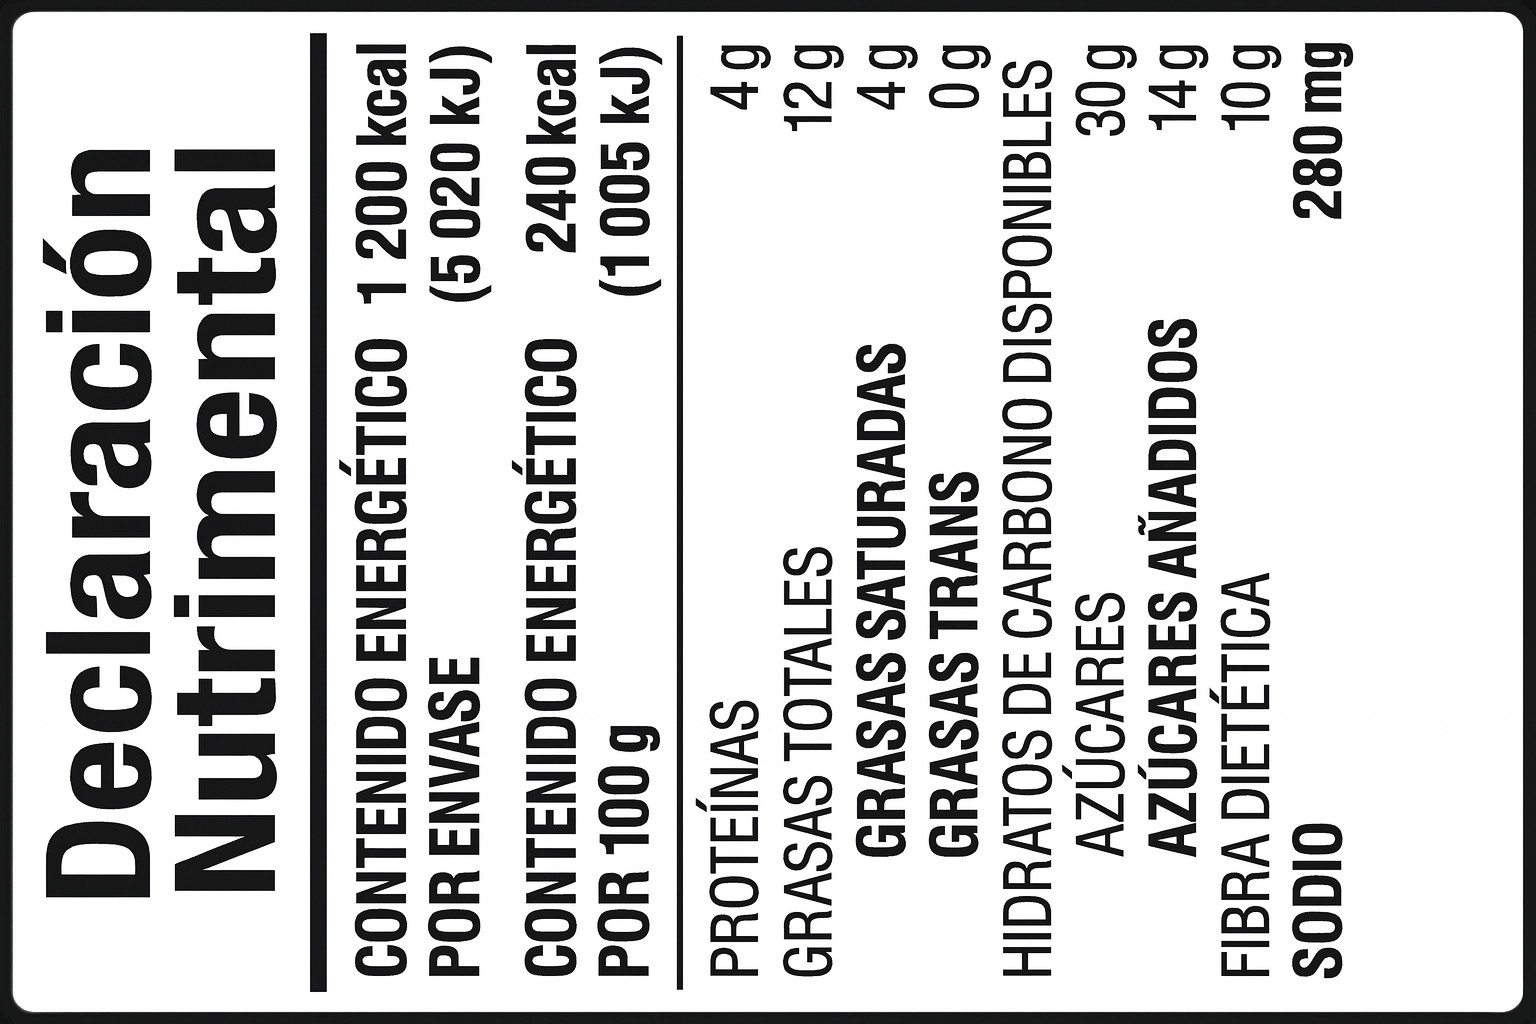 Declaración
Nutrimental
CONTENIDO ENERGÉTICO 1 200 kcal
POR ENVASE (5 020 kJ)
CONTENIDO ENERGÉTICO 240 kcal
POR 100 g (1 005 kJ)
PROTEÍNAS 4 g
GRASAS TOTALES 12 g
GRASAS SATURADAS 4 g
GRASAS TRANS 0 g
HIDRATOS DE CARBONO DISPONIBLES
AZÚCARES 30 g
AZÚCARES AÑADIDOS 14 g
FIBRA DIETÉTICA 10 g
SODIO 280 mg